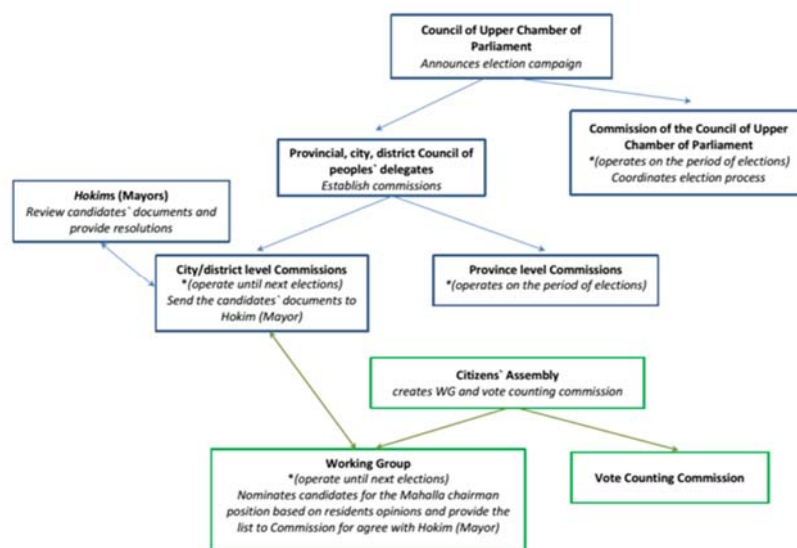 Council of Upper Chamber of
Parliament
Announces election campaign
Commission of the Council of Upper
Chamber of Parliament
*(operates on the period of elections)
Coordinates election process
Provincial, city, district Council of
peoples` delegates
Establish commissions
Hokims (Mayors)
Review candidates` documents and
provide resolutions
City/district level Commissions
*(operate until next elections)
Send the candidates` documents to
Hokim (Mayor)
Province level Commissions
*(operates on the period of elections)
Citizens` Assembly
creates WG and vote counting commission
Working Group
*(operate until next elections)
Nominates candidates for the Mahalla chairman
position based on residents opinions and provide the
list to Commission for agree with Hokim (Mayor)
Vote Counting Commission